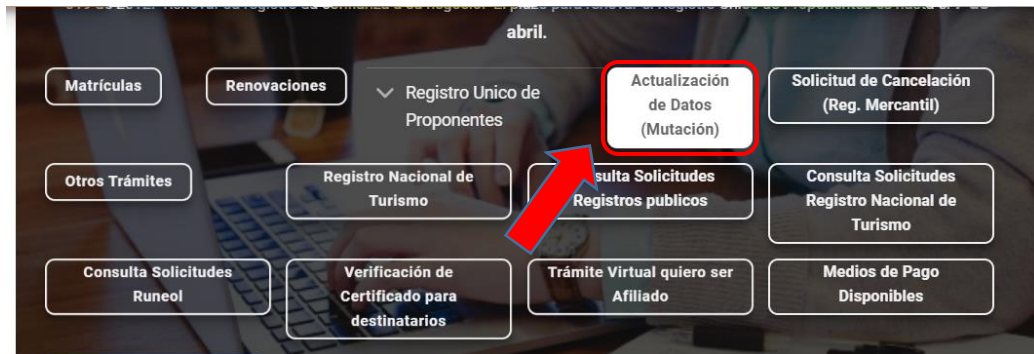 abril.
Matrículas
Renovaciones
Registro Unico de
Proponentes
Actualización
de Datos
(Mutación)
Solicitud de Cancelación
(Reg. Mercantil)
Otros Trámites
Registro Nacional de
Turismo
Solicitudes
Registros publicos
Consulta Solicitudes
Registro Nacional de
Turismo
Consulta Solicitudes
Runeol
Verificación de
Certificado para
destinatarios
Trámite Virtual quiero ser
Afiliado
Medios de Pago
Disponibles